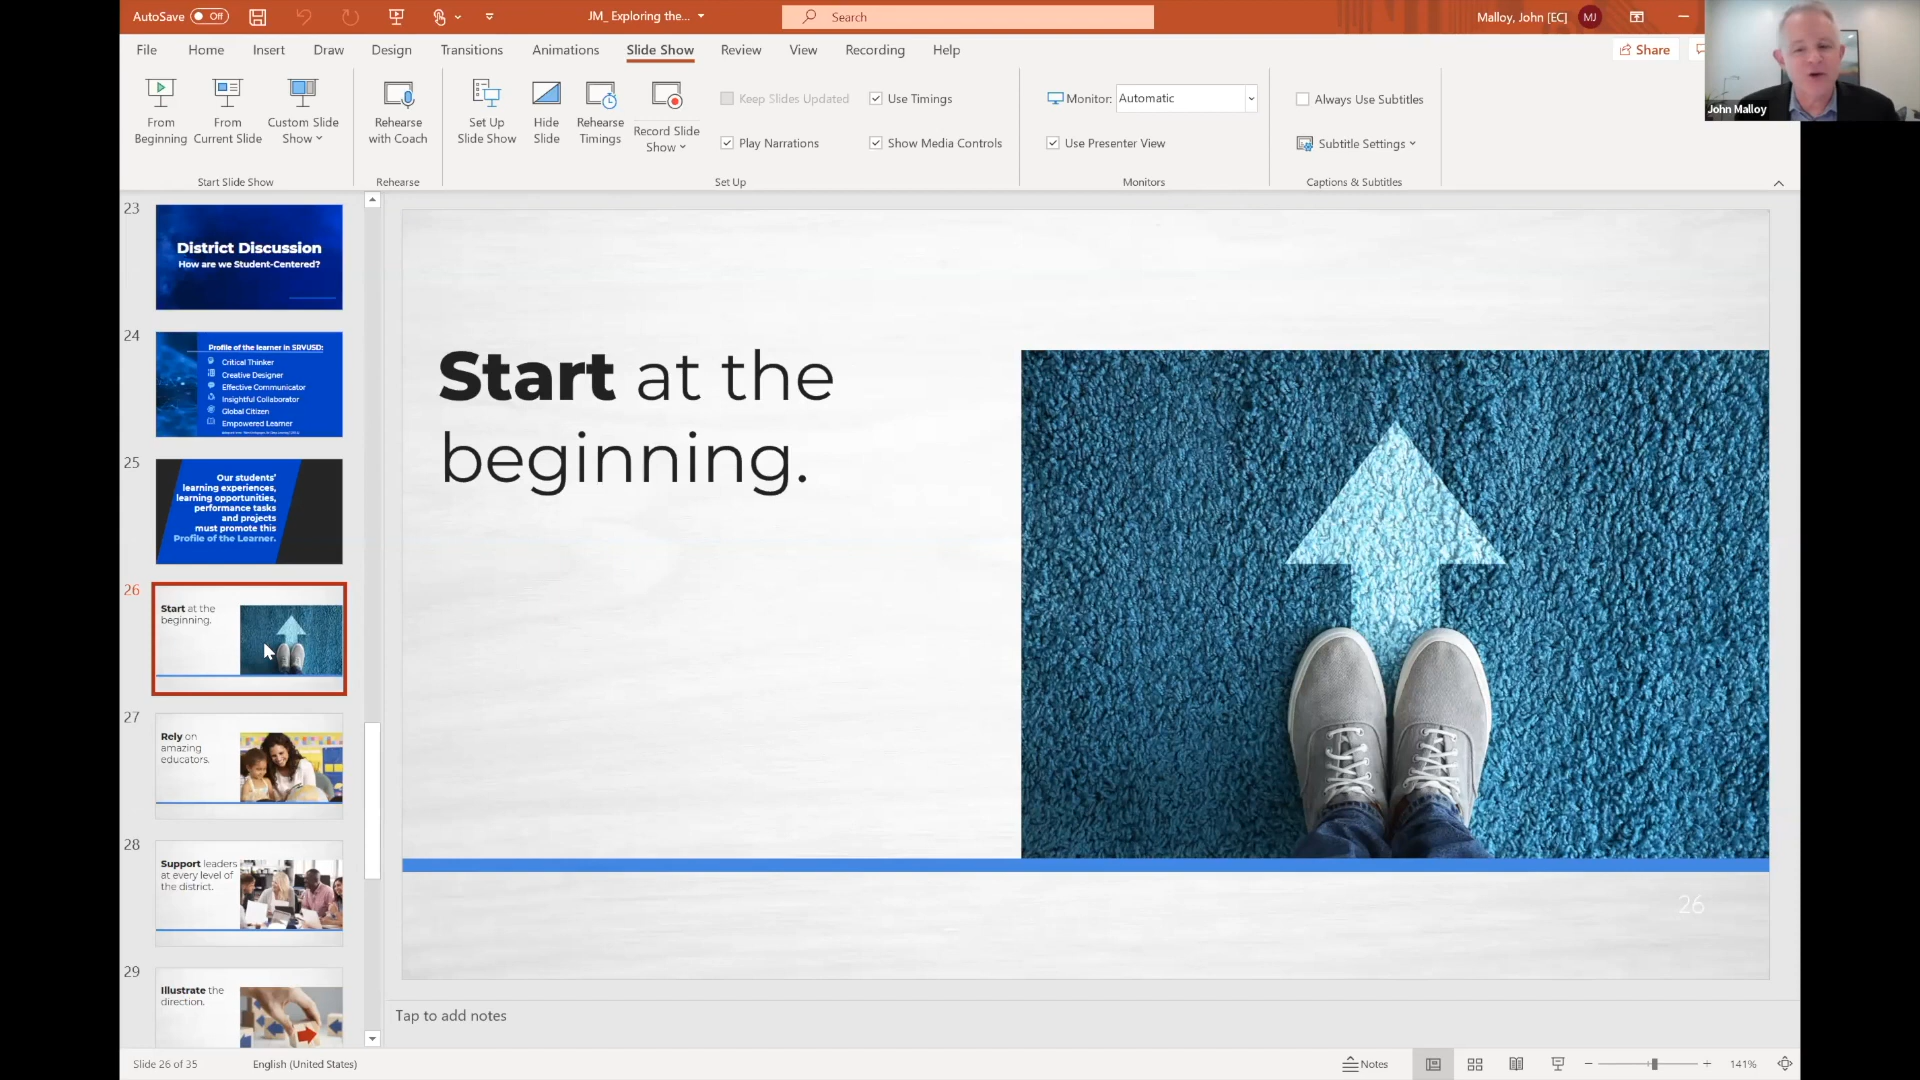 AutoSave Off
JM_ Exploring the...
Search
Malloy, John [EC] MJ
File Home Insert Draw Design Transitions Animations Slide Show Review View Recording Help
Share
John Malloy
From Beginning
From Current Slide
Custom Slide Show
Start Slide Show
Rehearse with Coach
Rehearse
Set Up Slide Show
Hide Slide
Rehearse Timings
Record Slide Show
Keep Slides Updated
Use Timings
Play Narrations
Show Media Controls
Set Up
Monitor: Automatic
Use Presenter View
Monitors
Always Use Subtitles
Subtitle Settings
Captions & Subtitles
23
District Discussion
How are we Student-Centered?
24
Profile of the learner in SRVUSD:
Critical Thinker
Creative Designer
Effective Communicator
Insightful Collaborator
Global Citizen
Empowered Learner
25
Our students'
learning experiences,
learning opportunities,
performance tasks
and projects
must promote this
Profile of the Learner.
26
Start at the
beginning.
27
Rely on
amazing
educators.
28
Support leaders
at every level of
the district.
29
Illustrate the
direction.
Start at the
beginning.
26
Tap to add notes
Slide 26 of 35
English (United States)
Notes
141%